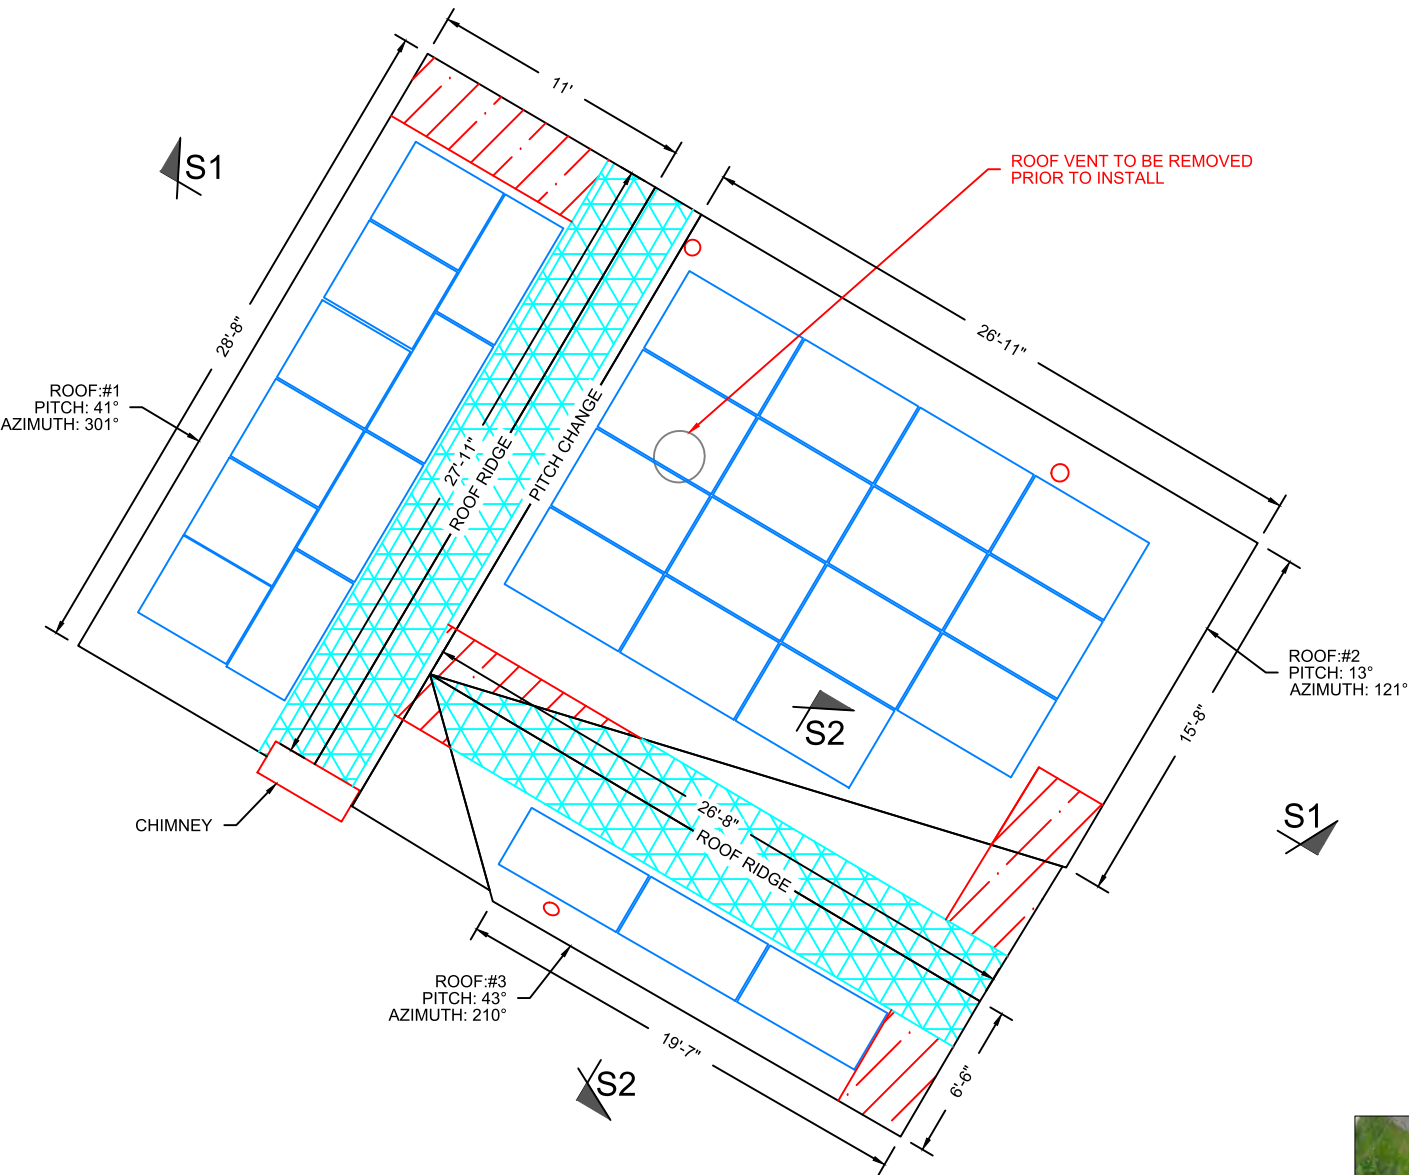 11'
S1
ROOF VENT TO BE REMOVED
PRIOR TO INSTALL
28'-8"
26'-11"
ROOF:#1
PITCH: 41°
AZIMUTH: 301°
27'-11"
ROOF RIDGE
PITCH CHANGE
ROOF:#2
PITCH: 13°
AZIMUTH: 121°
15'-8"
S2
S1
CHIMNEY
26'-8"
ROOF RIDGE
ROOF:#3
PITCH: 43°
AZIMUTH: 210°
19'-7"
6'-6"
S2